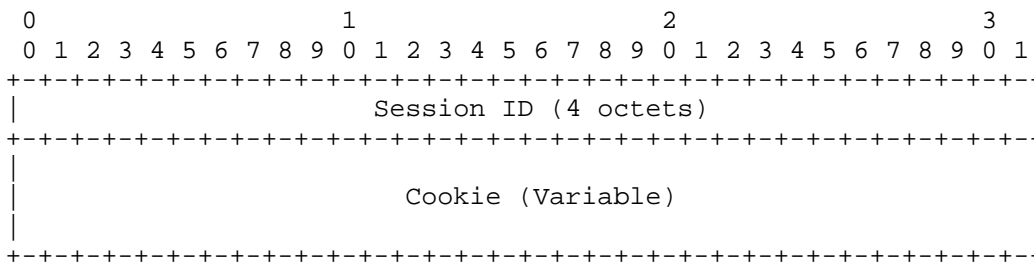 0                   1                   2                   3
 0 1 2 3 4 5 6 7 8 9 0 1 2 3 4 5 6 7 8 9 0 1 2 3 4 5 6 7 8 9 0 1
+-+-+-+-+-+-+-+-+-+-+-+-+-+-+-+-+-+-+-+-+-+-+-+-+-+-+-+-+-+-+-+-
|                      Session ID (4 octets)
+-+-+-+-+-+-+-+-+-+-+-+-+-+-+-+-+-+-+-+-+-+-+-+-+-+-+-+-+-+-+-+-
|
|                        Cookie (Variable)
|
+-+-+-+-+-+-+-+-+-+-+-+-+-+-+-+-+-+-+-+-+-+-+-+-+-+-+-+-+-+-+-+-